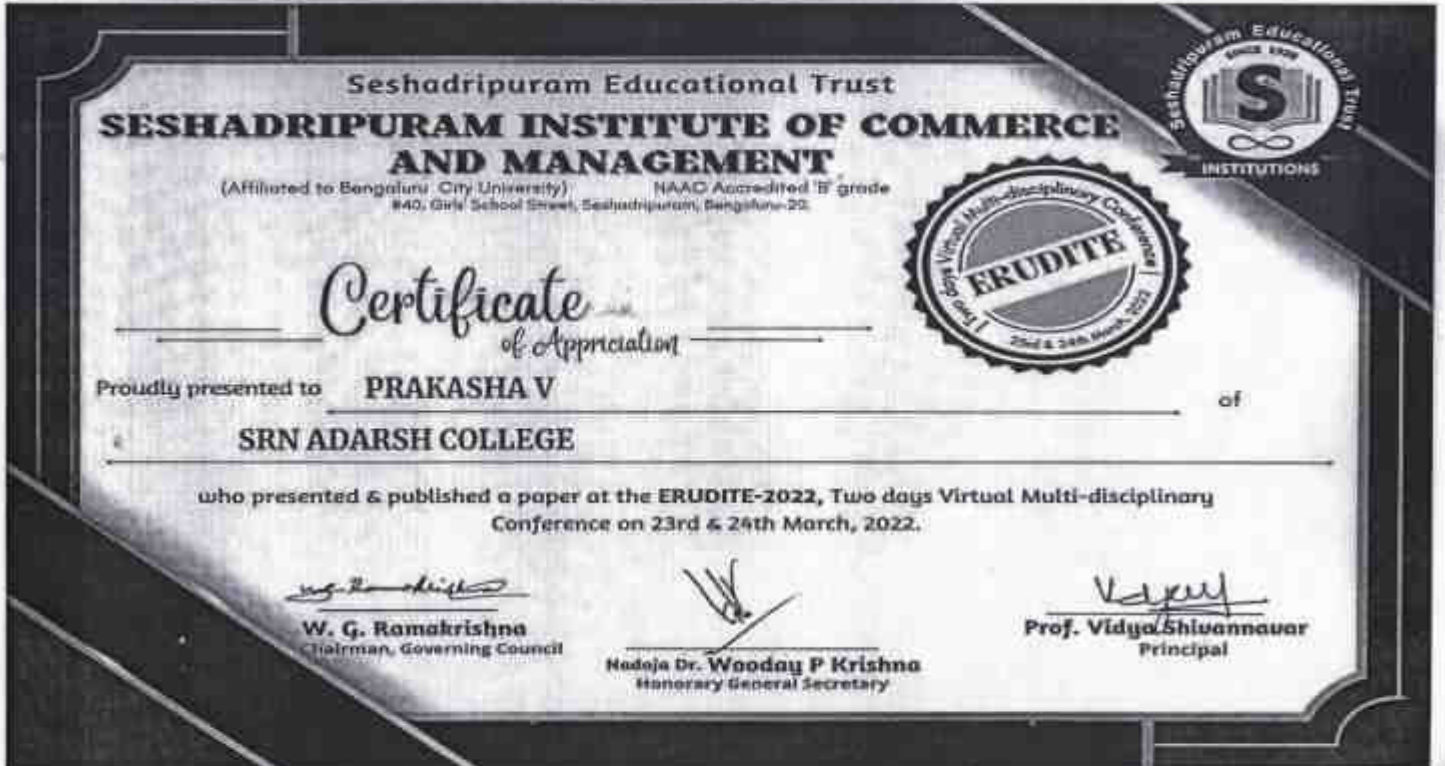 Seshadripuram Educational Trust
SESHADRIPURAM INSTITUTE OF COMMERCE
AND MANAGEMENT
(Affiliated to Bengaluru City University) NAAC Accredited 'B' grade
#40, Girls' School Street, Seshadripuram, Bengaluru-20.
Seshadripuram Educational Trust
SINCE 1930
S
INSTITUTIONS
Two days Virtual Multi-disciplinary Conference
ERUDITE
23rd & 24th March, 2022
Certificate
of Appriciation
Proudly presented to PRAKASHA V of
SRN ADARSH COLLEGE
who presented & published a paper at the ERUDITE-2022, Two days Virtual Multi-disciplinary
Conference on 23rd & 24th March, 2022.
W. G. Ramakrishna
Chairman, Governing Council
Nadoja Dr. Wooday P Krishna
Honorary General Secretary
Prof. Vidya Shivannavar
Principal